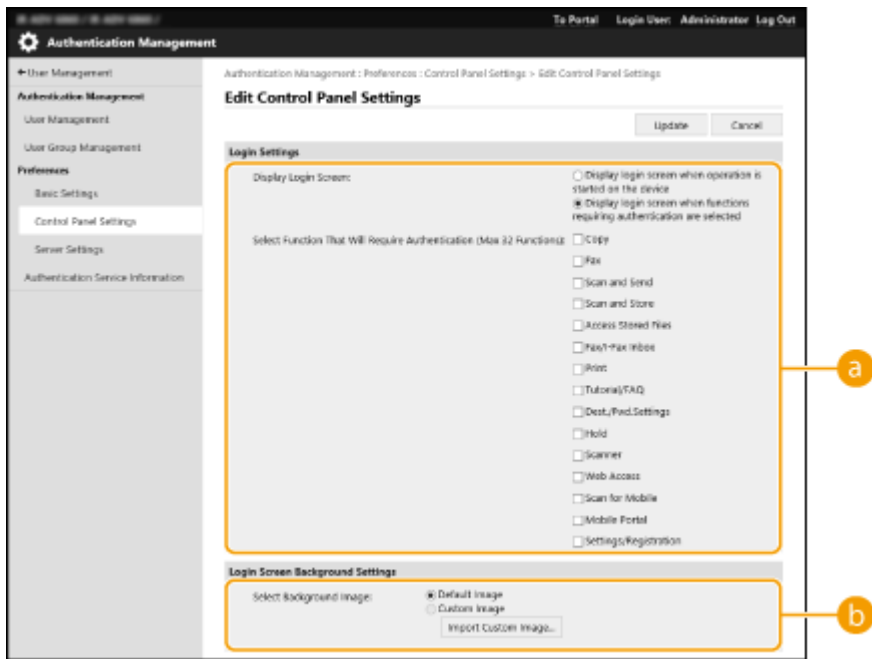 To Portal Login User: Administrator Log Out
Authentication Management
User Management
Authentication Management : Preferences : Control Panel Settings > Edit Control Panel Settings
Authentication Management
User Management
User Group Management
Preferences
Basic Settings
Control Panel Settings
Server Settings
Authentication Service Information
Edit Control Panel Settings
Update Cancel
Login Settings
Display Login Screen:
Display login screen when operation is
started on the device
Display login screen when functions
requiring authentication are selected
Select Function That Will Require Authentication (Max 32 Functions):
Copy
Fax
Scan and Send
Scan and Store
Access Stored Files
Fax/I-Fax Inbox
Print
Tutorial/FAQ
Dest./Fwd.Settings
Hold
Scanner
Web Access
Scan for Mobile
Mobile Portal
Settings/Registration
a
Login Screen Background Settings
Select Background Image:
Default Image
Custom Image
Import Custom Image...
b